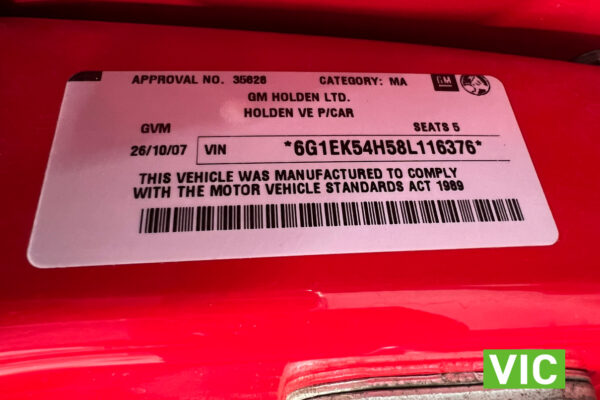 APPROVAL NO. 35628 CATEGORY: MA GM
GM HOLDEN LTD.
HOLDEN VE P/CAR
GVM SEATS 5
26/10/07 VIN *6G1EK54H58L116376*
THIS VEHICLE WAS MANUFACTURED TO COMPLY
WITH THE MOTOR VEHICLE STANDARDS ACT 1989
VIC